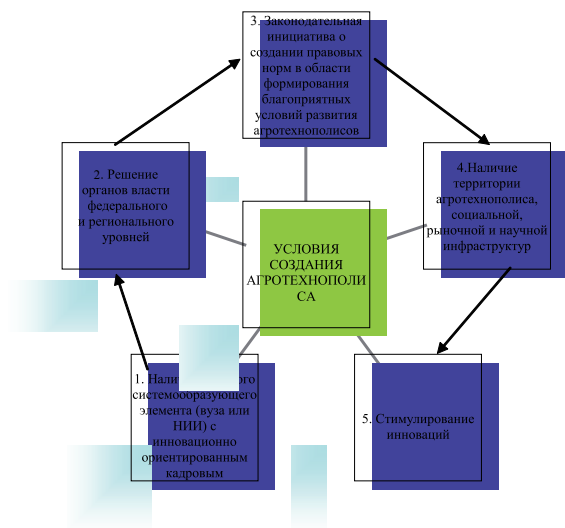 3. Законодательная
инициатива о
создании правовых
норм в области
формирования
благоприятных
условий развития
агротехнополисов
2. Решение
органов власти
федерального
и регионального
уровней
4.Наличие
территории
агротехнополиса,
социальной,
рыночной и научной
инфраструктур
УСЛОВИЯ
СОЗДАНИЯ
АГРОТЕХНОПОЛИ
СА
1.
системообразующего
элемента (вуза или
НИИ) с
инновационно
ориентированным
кадровым
5. Стимулирование
инноваций